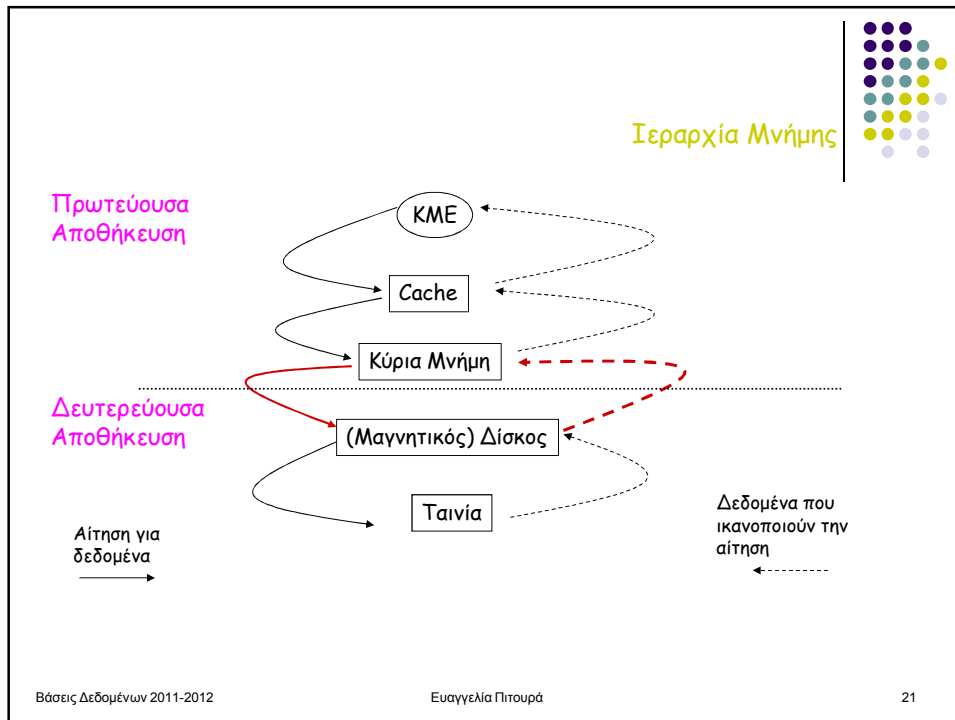 Ιεραρχία Μνήμης
Πρωτεύουσα
Αποθήκευση
ΚΜΕ
Cache
Κύρια Μνήμη
Δευτερεύουσα
Αποθήκευση
(Μαγνητικός) Δίσκος
Ταινία
Αίτηση για
δεδομένα
Δεδομένα που
ικανοποιούν την
αίτηση
Βάσεις Δεδομένων 2011-2012
Ευαγγελία Πιτουρά
21